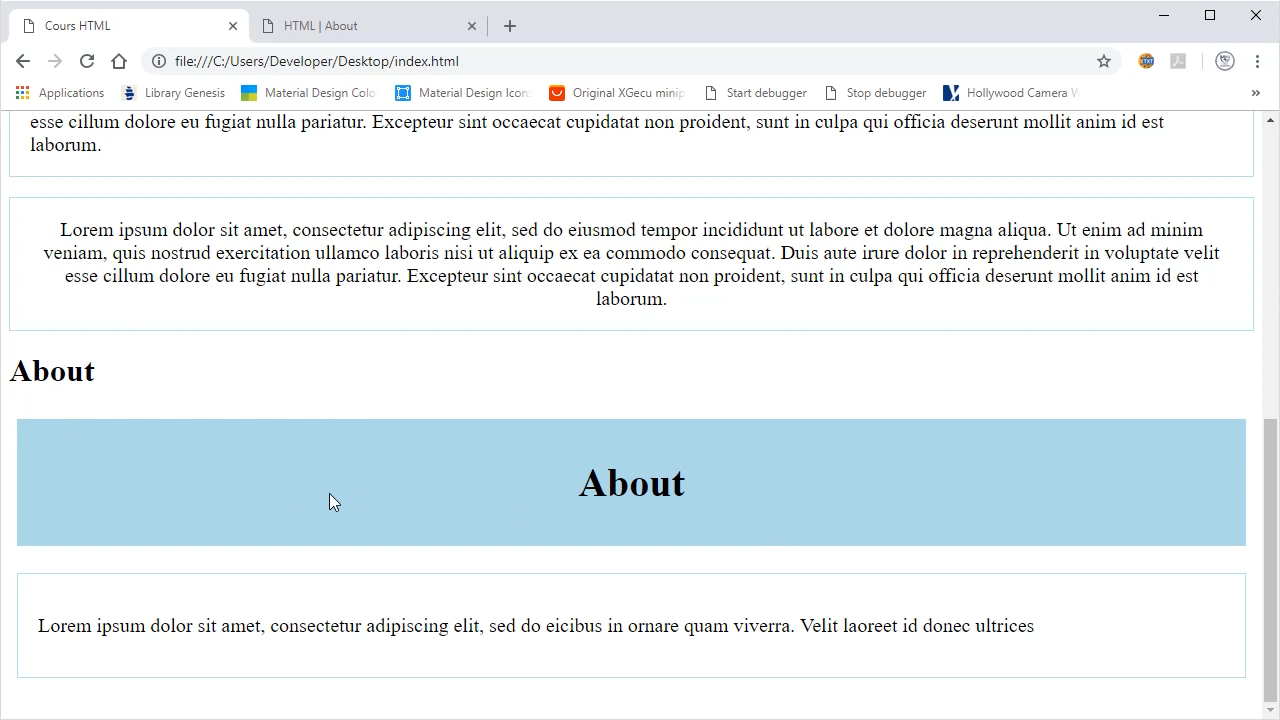 Cours HTML
HTML | About
file:///C:/Users/Developer/Desktop/index.html
Applications
Library Genesis
Material Design Colo
Material Design Icon
Original XGecu minip
Start debugger
Stop debugger
Hollywood Camera W
esse cillum dolore eu fugiat nulla pariatur. Excepteur sint occaecat cupidatat non proident, sunt in culpa qui officia deserunt mollit anim id est
laborum.
Lorem ipsum dolor sit amet, consectetur adipiscing elit, sed do eiusmod tempor incididunt ut labore et dolore magna aliqua. Ut enim ad minim
veniam, quis nostrud exercitation ullamco laboris nisi ut aliquip ex ea commodo consequat. Duis aute irure dolor in reprehenderit in voluptate velit
esse cillum dolore eu fugiat nulla pariatur. Excepteur sint occaecat cupidatat non proident, sunt in culpa qui officia deserunt mollit anim id est
laborum.
About
About
Lorem ipsum dolor sit amet, consectetur adipiscing elit, sed do eicibus in ornare quam viverra. Velit laoreet id donec ultrices